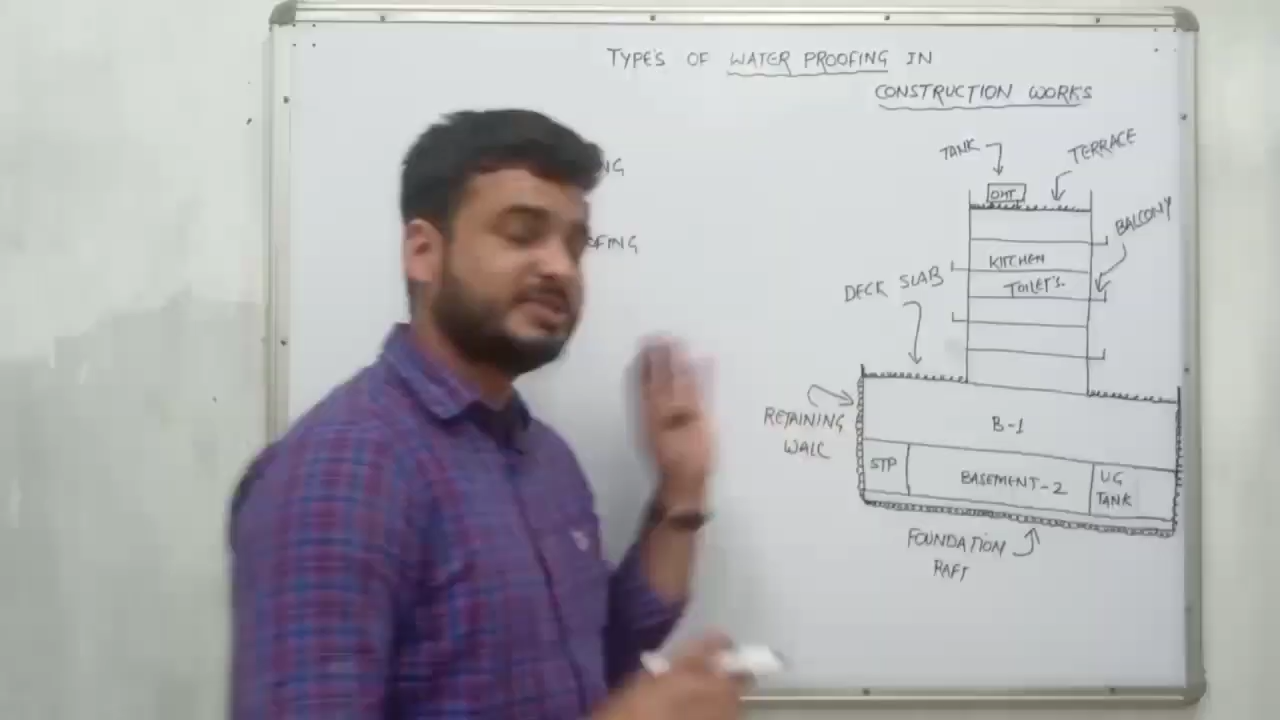 TYPE'S OF WATER PROOFING IN
CONSTRUCTION WORKS
TANK
TERRACE
OHT
BALCONY
KITCHEN
TOILET'S
DECK SLAB
RETAINING
WALL
B-1
STP
BASEMENT-2
UG
TANK
FOUNDATION
RAFT